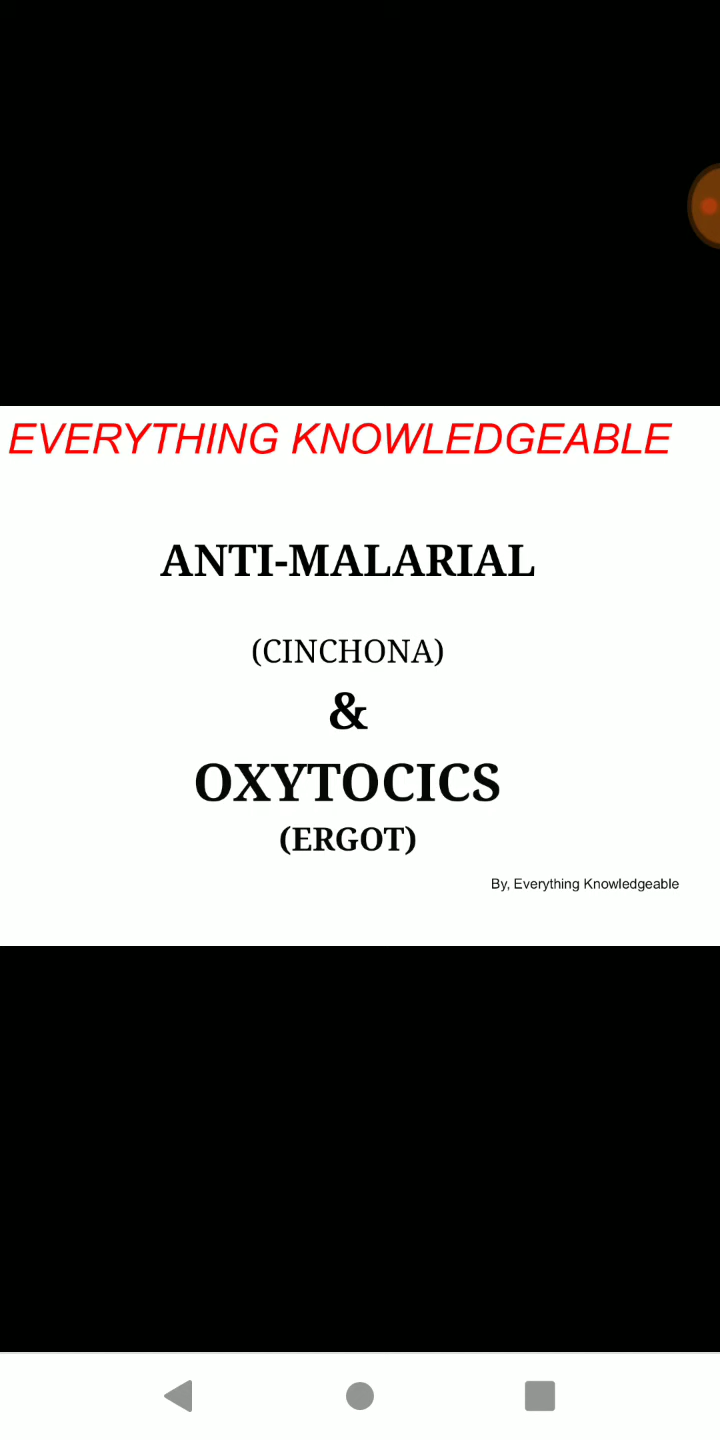 EVERYTHING KNOWLEDGEABLE
ANTI-MALARIAL
(CINCHONA)
&
OXYTOCICS
(ERGOT)
By, Everything Knowledgeable